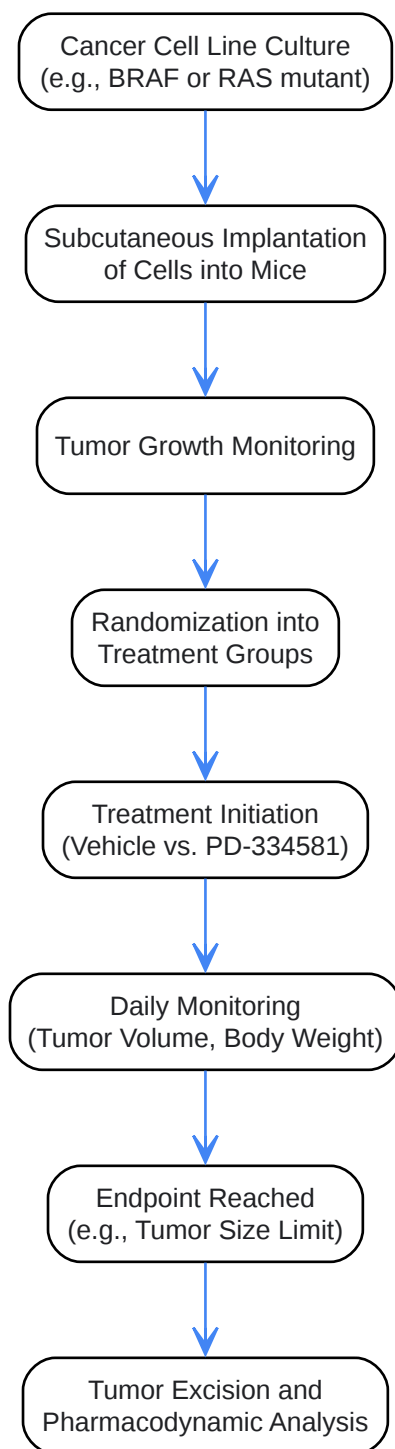 Cancer Cell Line Culture
(e.g., BRAF or RAS mutant)
Subcutaneous Implantation
of Cells into Mice
Tumor Growth Monitoring
Randomization into
Treatment Groups
Treatment Initiation
(Vehicle vs. PD-334581)
Daily Monitoring
(Tumor Volume, Body Weight)
Endpoint Reached
(e.g., Tumor Size Limit)
Tumor Excision and
Pharmacodynamic Analysis